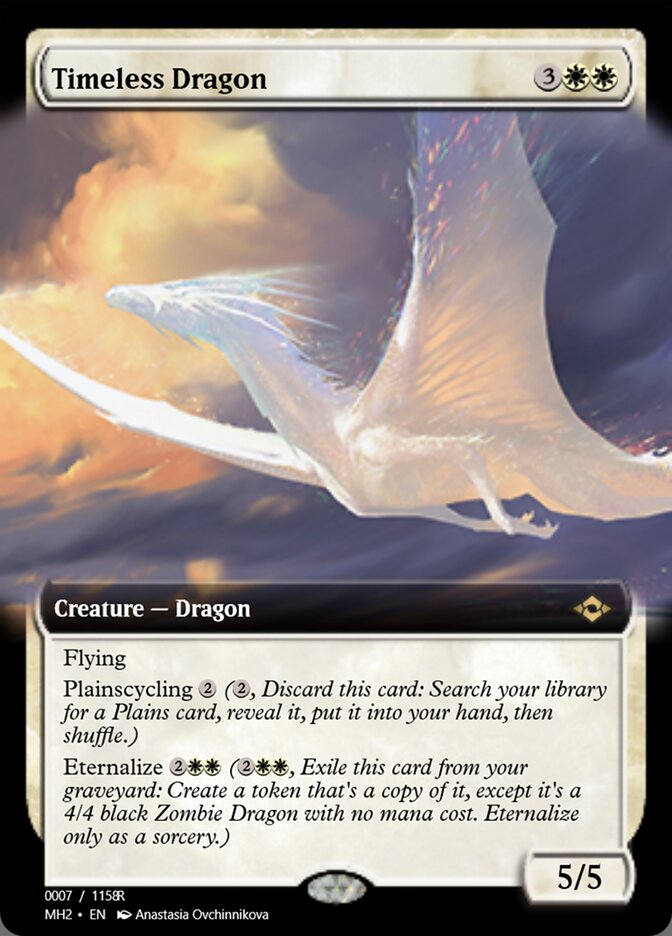 Timeless Dragon 3
Creature — Dragon
Flying
Plainscycling 2 (2, Discard this card: Search your library
for a Plains card, reveal it, put it into your hand, then
shuffle.)
Eternalize 2 (2, Exile this card from your
graveyard: Create a token that's a copy of it, except it's a
4/4 black Zombie Dragon with no mana cost. Eternalize
only as a sorcery.)
5/5
0007 / 1158R
MH2 • EN Anastasia Ovchinnikova